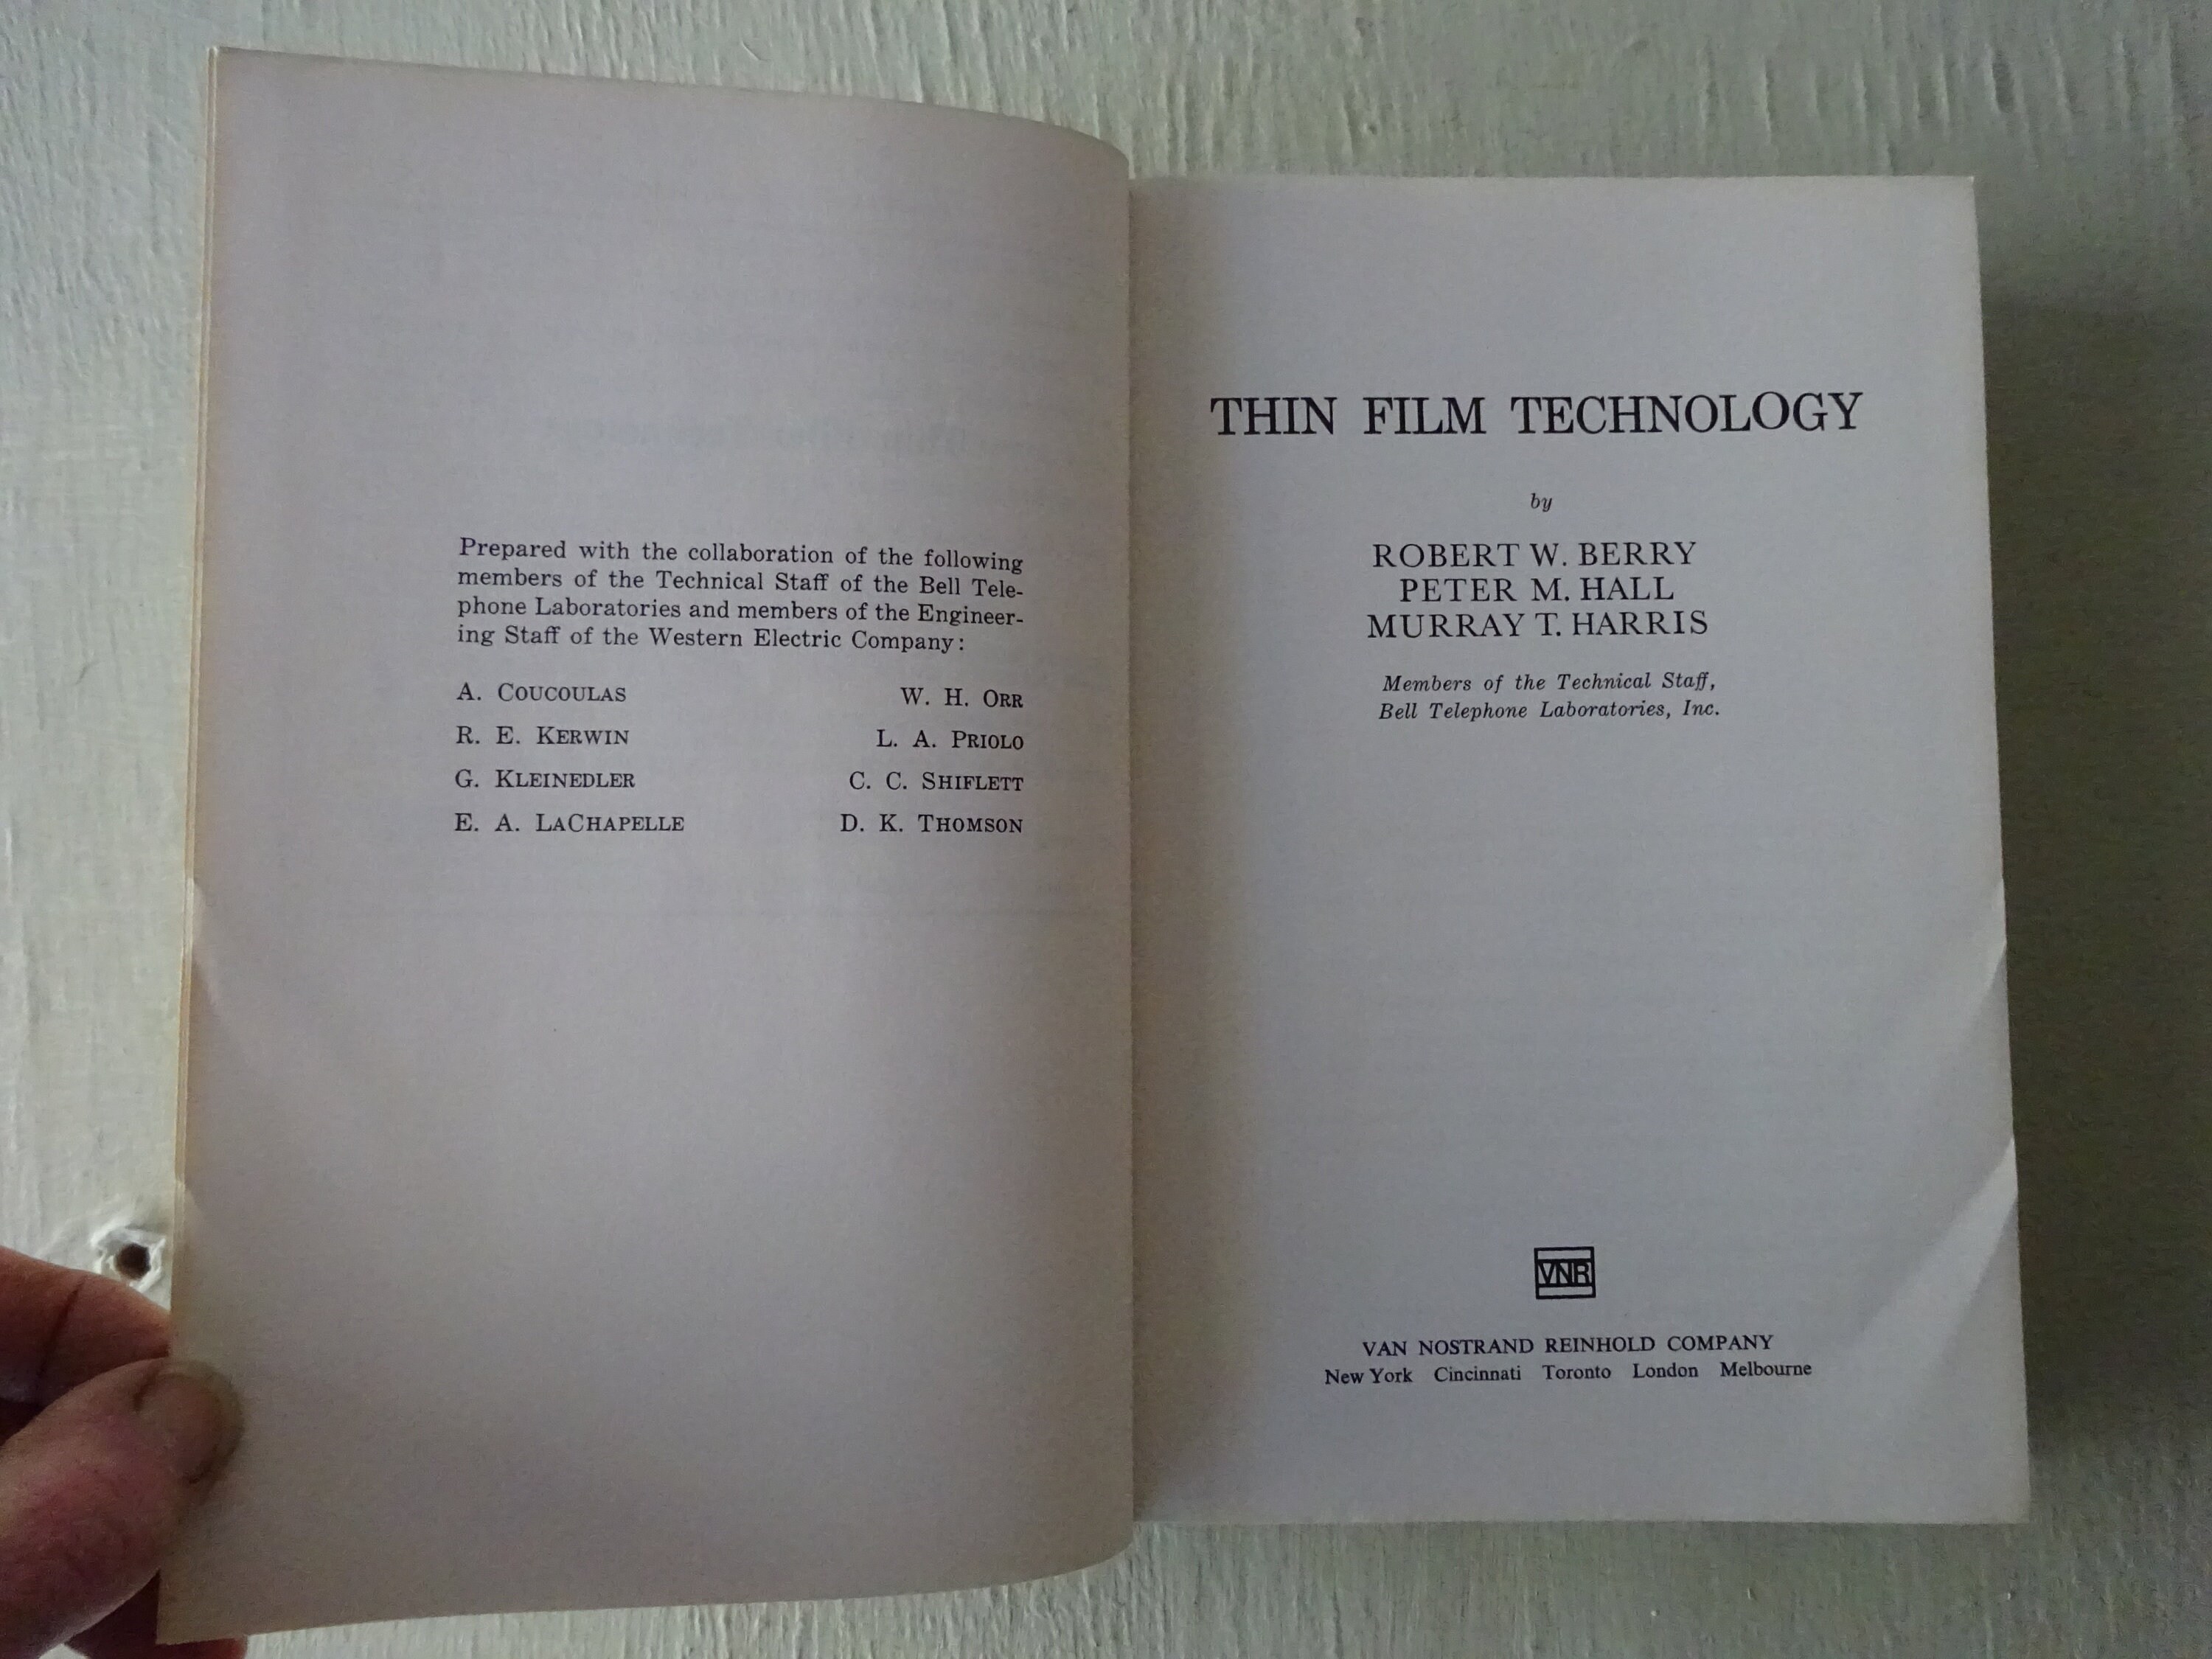 Prepared with the collaboration of the following
members of the Technical Staff of the Bell Tele-
phone Laboratories and members of the Engineer-
ing Staff of the Western Electric Company:
A. COUCOULAS
R. E. KERWIN
G. KLEINEDLER
E. A. LACHAPELLE
W. H. ORR
L. A. PRIOLO
C. C. SHIFLETT
D. K. THOMSON
THIN FILM TECHNOLOGY
by
ROBERT W. BERRY
PETER M. HALL
MURRAY T. HARRIS
Members of the Technical Staff,
Bell Telephone Laboratories, Inc.
VNR
VAN NOSTRAND REINHOLD COMPANY
New York Cincinnati Toronto London Melbourne